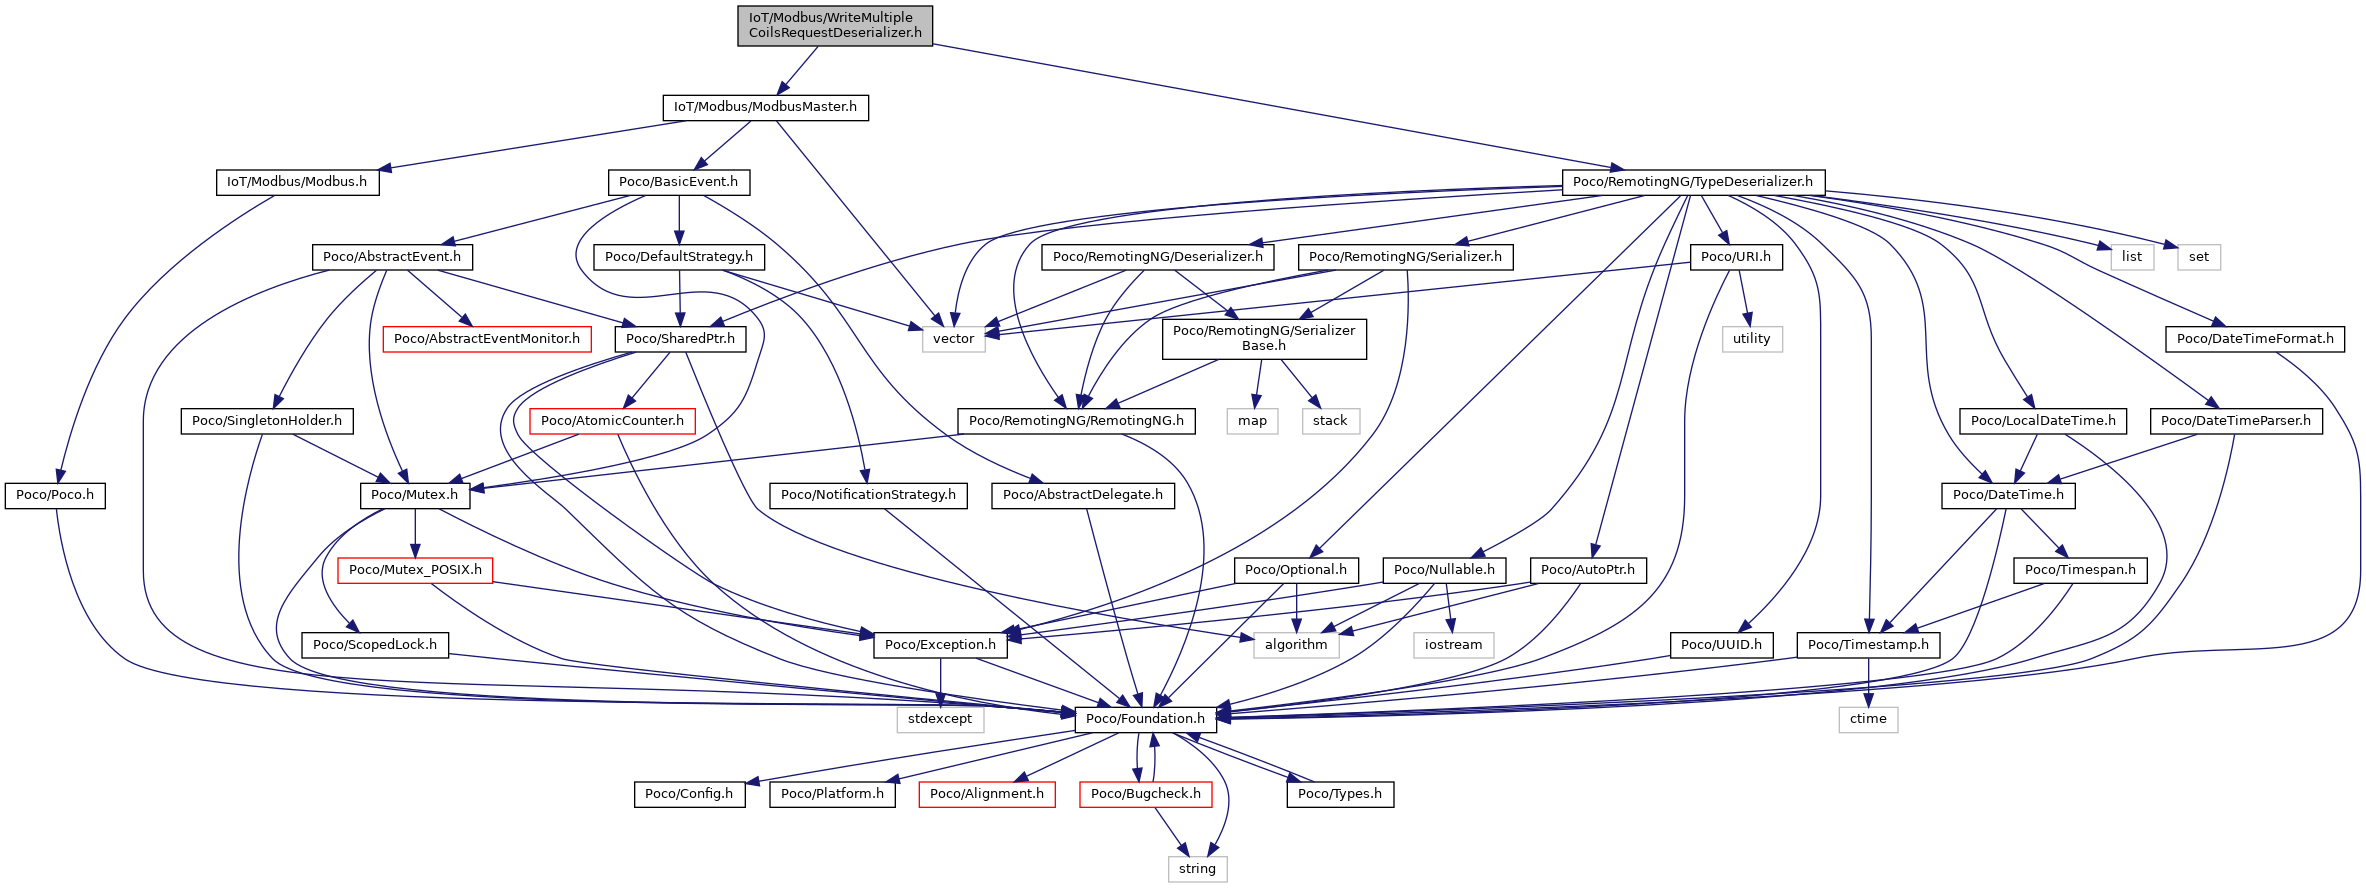 IoT/Modbus/WriteMultiple
CoilsRequestDeserializer.h
IoT/Modbus/ModbusMaster.h
IoT/Modbus/Modbus.h
Poco/BasicEvent.h
Poco/RemotingNG/TypeDeserializer.h
Poco/AbstractEvent.h
Poco/DefaultStrategy.h
Poco/RemotingNG/Deserializer.h
Poco/RemotingNG/Serializer.h
Poco/URI.h
list
set
Poco/AbstractEventMonitor.h
Poco/SharedPtr.h
vector
Poco/RemotingNG/Serializer
Base.h
utility
Poco/DateTimeFormat.h
Poco/SingletonHolder.h
Poco/AtomicCounter.h
Poco/RemotingNG/RemotingNG.h
map
stack
Poco/LocalDateTime.h
Poco/DateTimeParser.h
Poco/Poco.h
Poco/Mutex.h
Poco/NotificationStrategy.h
Poco/AbstractDelegate.h
Poco/DateTime.h
Poco/Mutex_POSIX.h
Poco/Optional.h
Poco/Nullable.h
Poco/AutoPtr.h
Poco/Timespan.h
Poco/ScopedLock.h
Poco/Exception.h
algorithm
iostream
Poco/UUID.h
Poco/Timestamp.h
stdexcept
Poco/Foundation.h
ctime
Poco/Config.h
Poco/Platform.h
Poco/Alignment.h
Poco/Bugcheck.h
Poco/Types.h
string